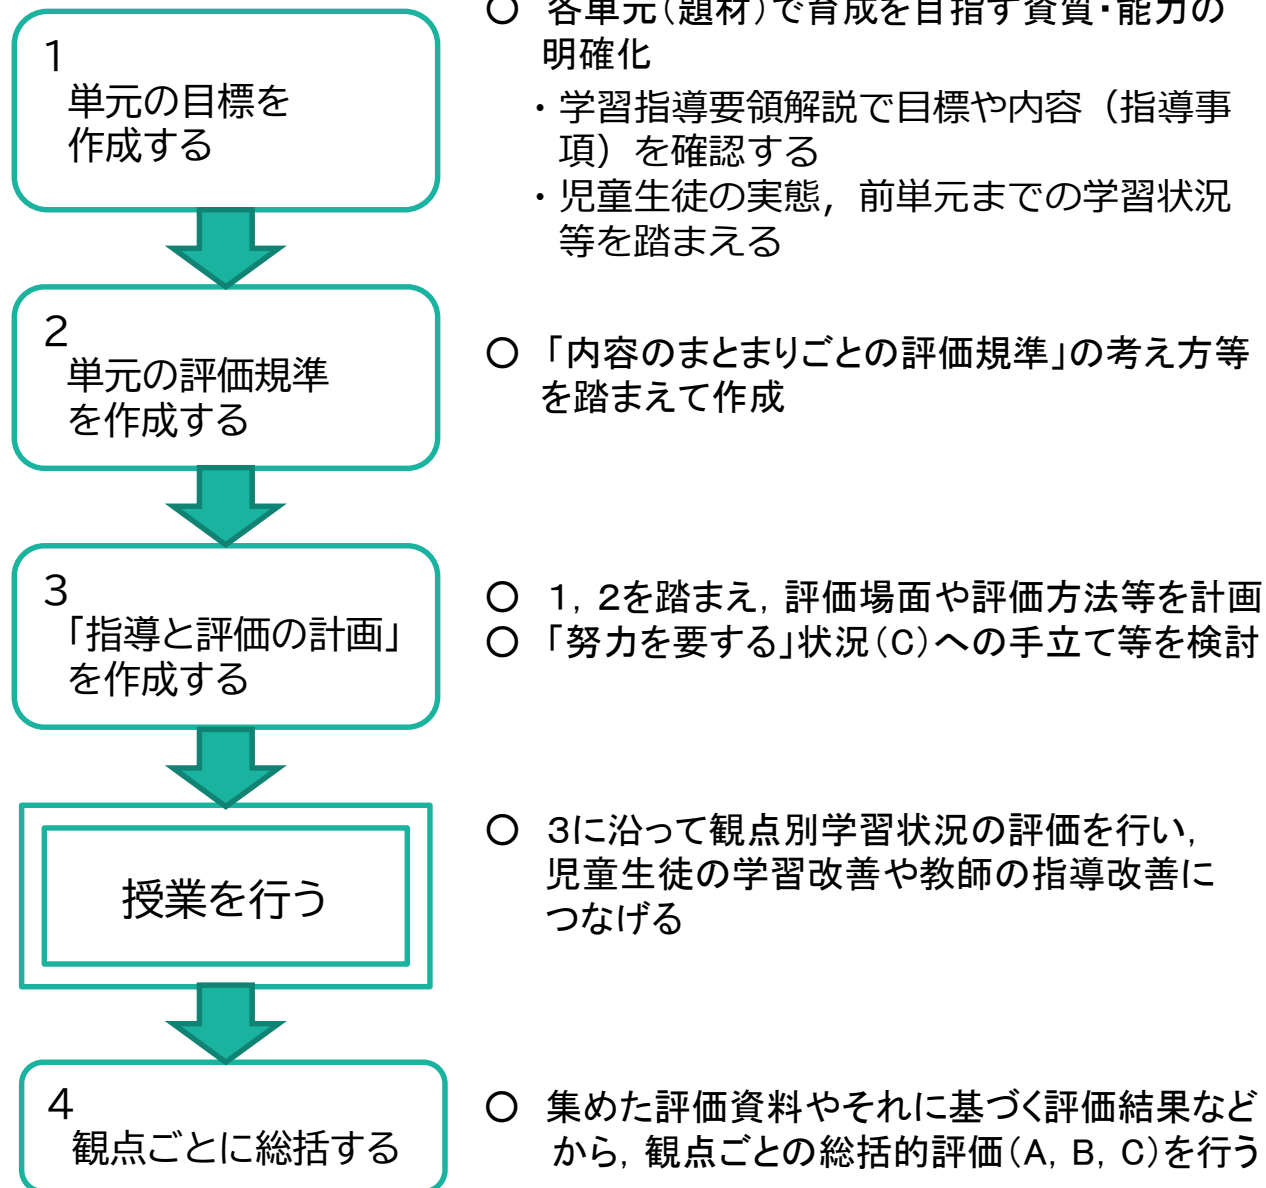 1
単元の目標を
作成する
○ 各単元（題材）で育成を目指す資質・能力の
明確化
・学習指導要領解説で目標や内容（指導事
項）を確認する
・児童生徒の実態，前単元までの学習状況
等を踏まえる
2
単元の評価規準
を作成する
○ 「内容のまとまりごとの評価規準」の考え方等
を踏まえて作成
3
「指導と評価の計画」
を作成する
○ 1，2を踏まえ，評価場面や評価方法等を計画
○ 「努力を要する」状況（C）への手立て等を検討
授業を行う
○ 3に沿って観点別学習状況の評価を行い，
児童生徒の学習改善や教師の指導改善に
つなげる
4
観点ごとに総括する
○ 集めた評価資料やそれに基づく評価結果など
から，観点ごとの総括的評価（A，B，C）を行う